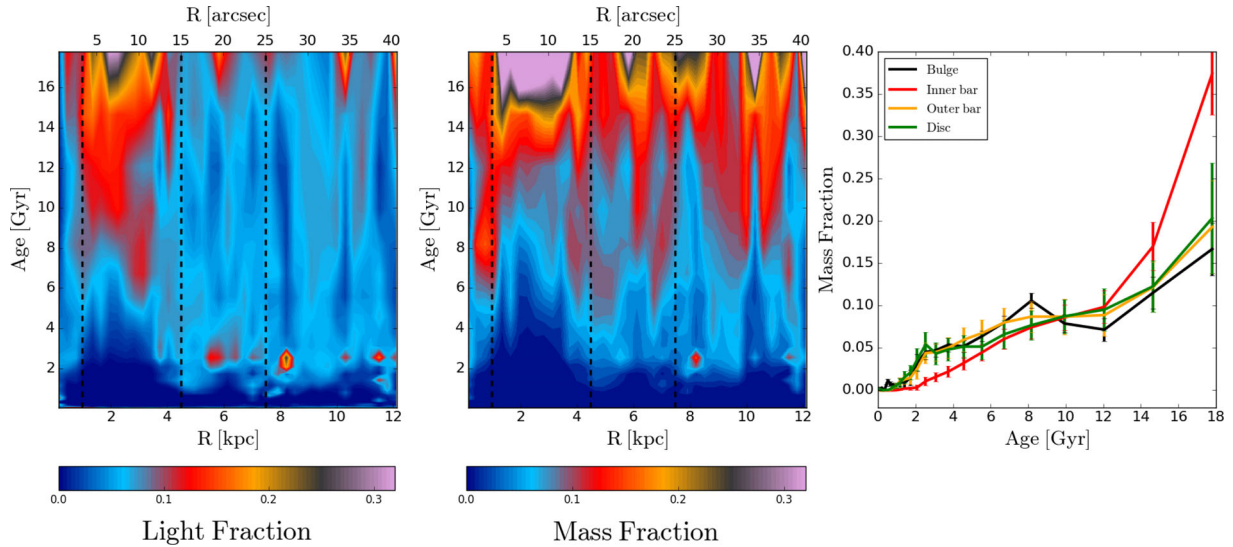 R [arcsec]
5 10 15 20 25 30 35 40
Age [Gyr]
16
14
12
10
8
6
4
2
2 4 6 8 10 12
R [kpc]
0.0 0.1 0.2 0.3
Light Fraction
R [arcsec]
5 10 15 20 25 30 35 40
Age [Gyr]
16
14
12
10
8
6
4
2
2 4 6 8 10 12
R [kpc]
0.0 0.1 0.2 0.3
Mass Fraction
Mass Fraction
0.40
0.35
0.30
0.25
0.20
0.15
0.10
0.05
0.00
Bulge
Inner bar
Outer bar
Disc
0 2 4 6 8 10 12 14 16 18
Age [Gyr]